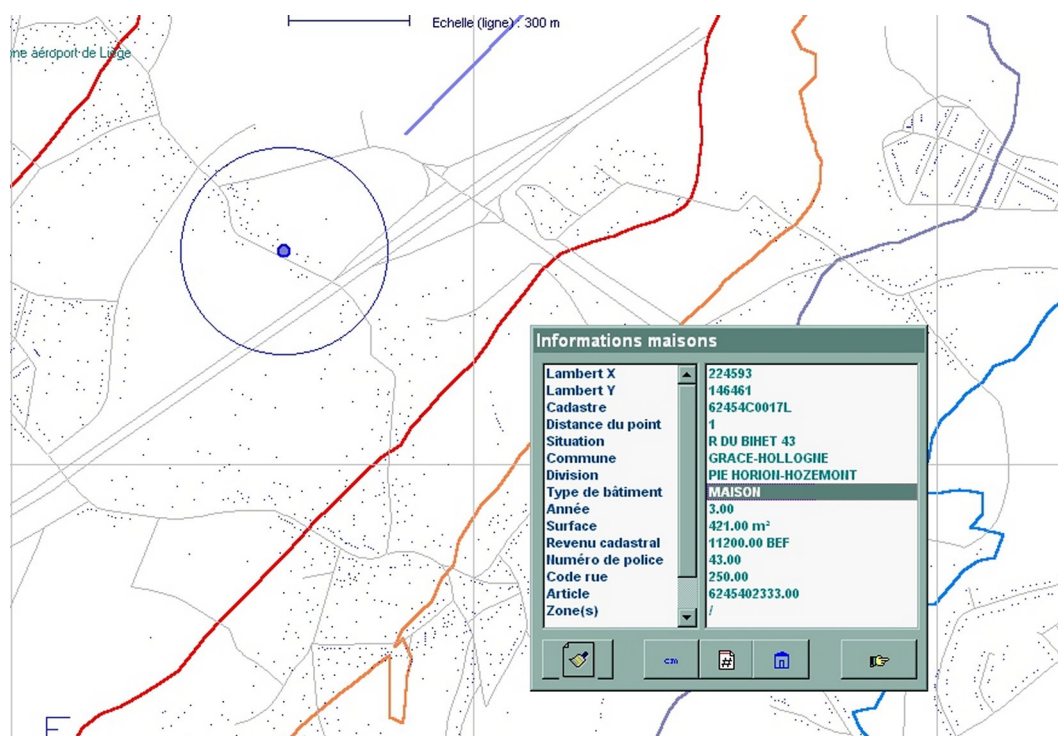 Echelle (ligne) : 300 m
ne aéroport de Liège
Informations maisons
Lambert X 224593
Lambert Y 146461
Cadastre 62454C0017L
Distance du point 1
Situation R DU BIHET 43
Commune GRACE-HOLLOGNE
Division PIE HORION-HOZEMONT
Type de bâtiment MAISON
Année 3.00
Surface 421.00 m²
Revenu cadastral 11200.00 BEF
Numéro de police 43.00
Code rue 250.00
Article 6245402333.00
Zone(s) /
cm #